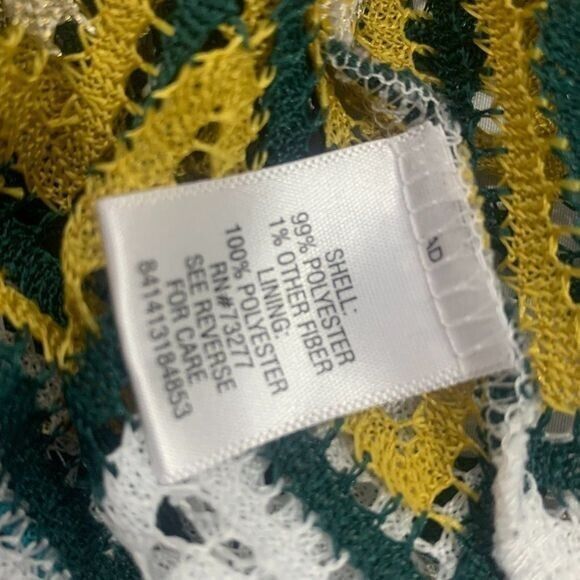 SHELL:
99% POLYESTER
1% OTHER FIBER
LINING:
100% POLYESTER
RN#73277
SEE REVERSE
FOR CARE
841413184853